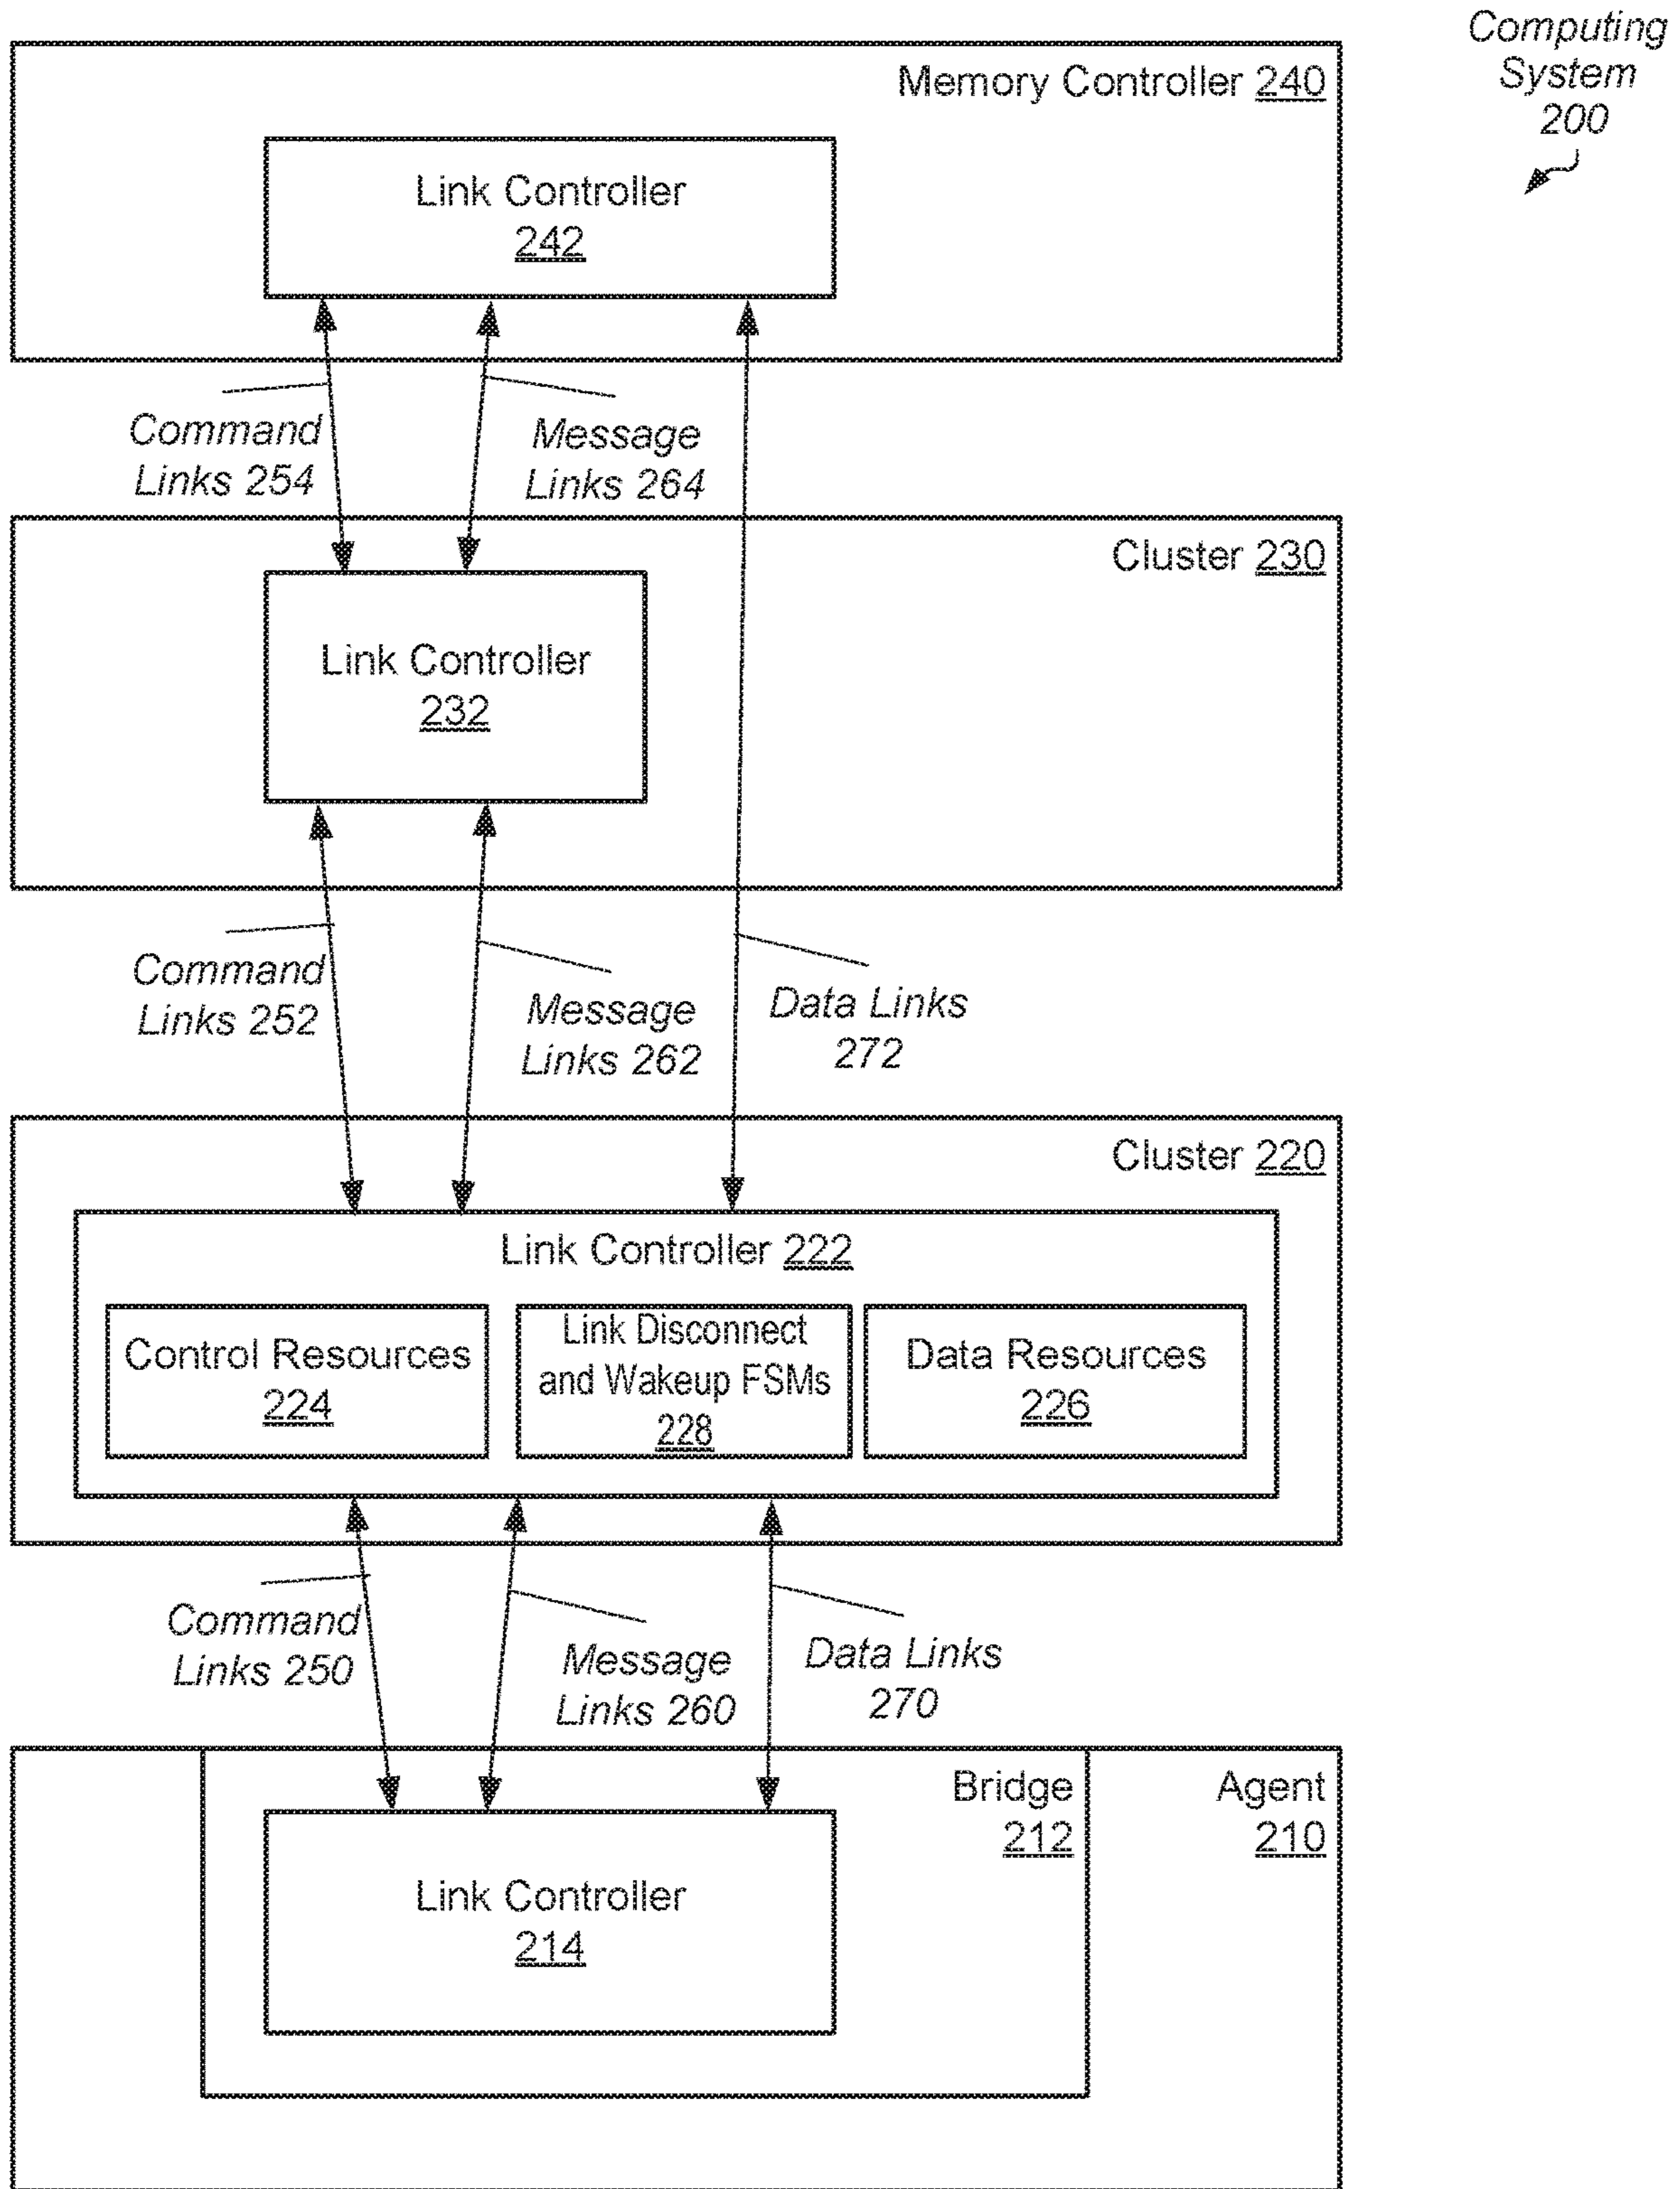 Computing
System
200
Memory Controller 240
Link Controller
242
Command
Links 254
Message
Links 264
Cluster 230
Link Controller
232
Command
Links 252
Message
Links 262
Data Links
272
Cluster 220
Link Controller 222
Control Resources
224
Link Disconnect
and Wakeup FSMs
228
Data Resources
226
Command
Links 250
Message
Links 260
Data Links
270
Bridge
212
Agent
210
Link Controller
214